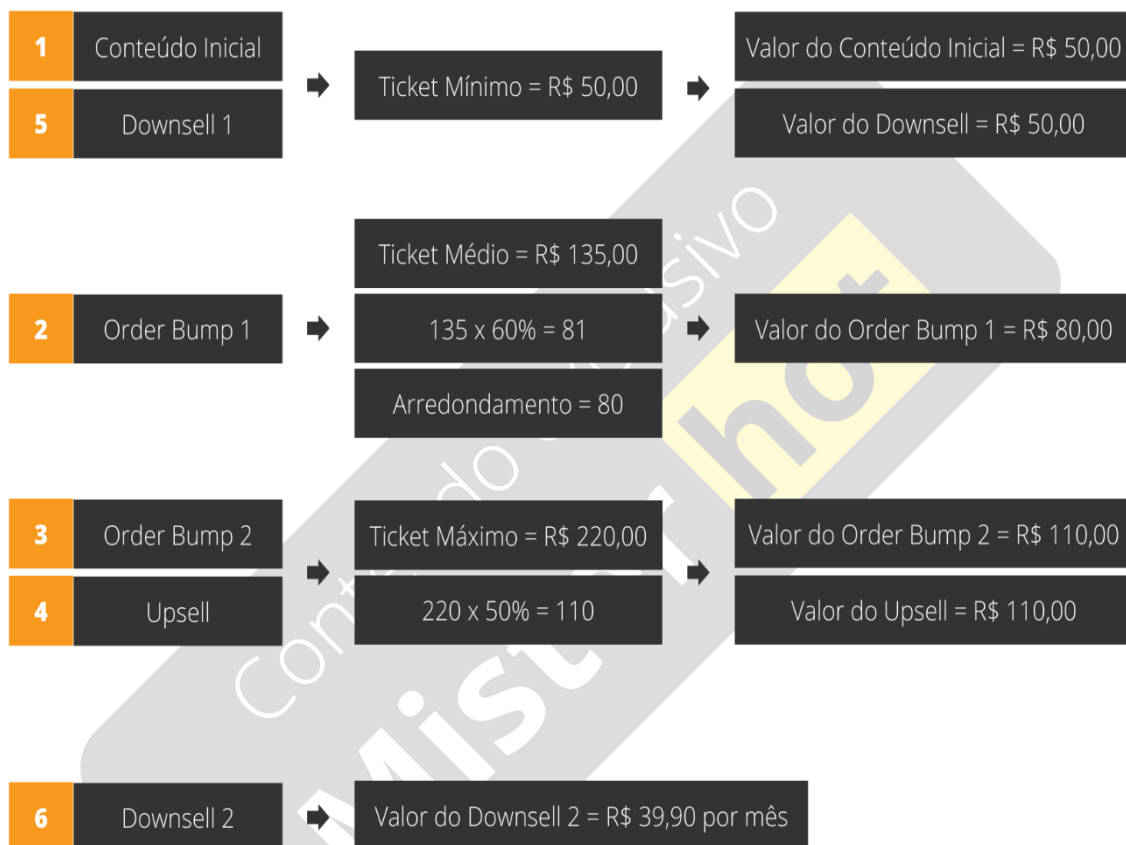 1 Conteúdo Inicial
5 Downsell 1
Ticket Mínimo = R$ 50,00
Valor do Conteúdo Inicial = R$ 50,00
Valor do Downsell = R$ 50,00
2 Order Bump 1
Ticket Médio = R$ 135,00
135 x 60% = 81
Arredondamento = 80
Valor do Order Bump 1 = R$ 80,00
3 Order Bump 2
4 Upsell
Ticket Máximo = R$ 220,00
220 x 50% = 110
Valor do Order Bump 2 = R$ 110,00
Valor do Upsell = R$ 110,00
6 Downsell 2
Valor do Downsell 2 = R$ 39,90 por mês